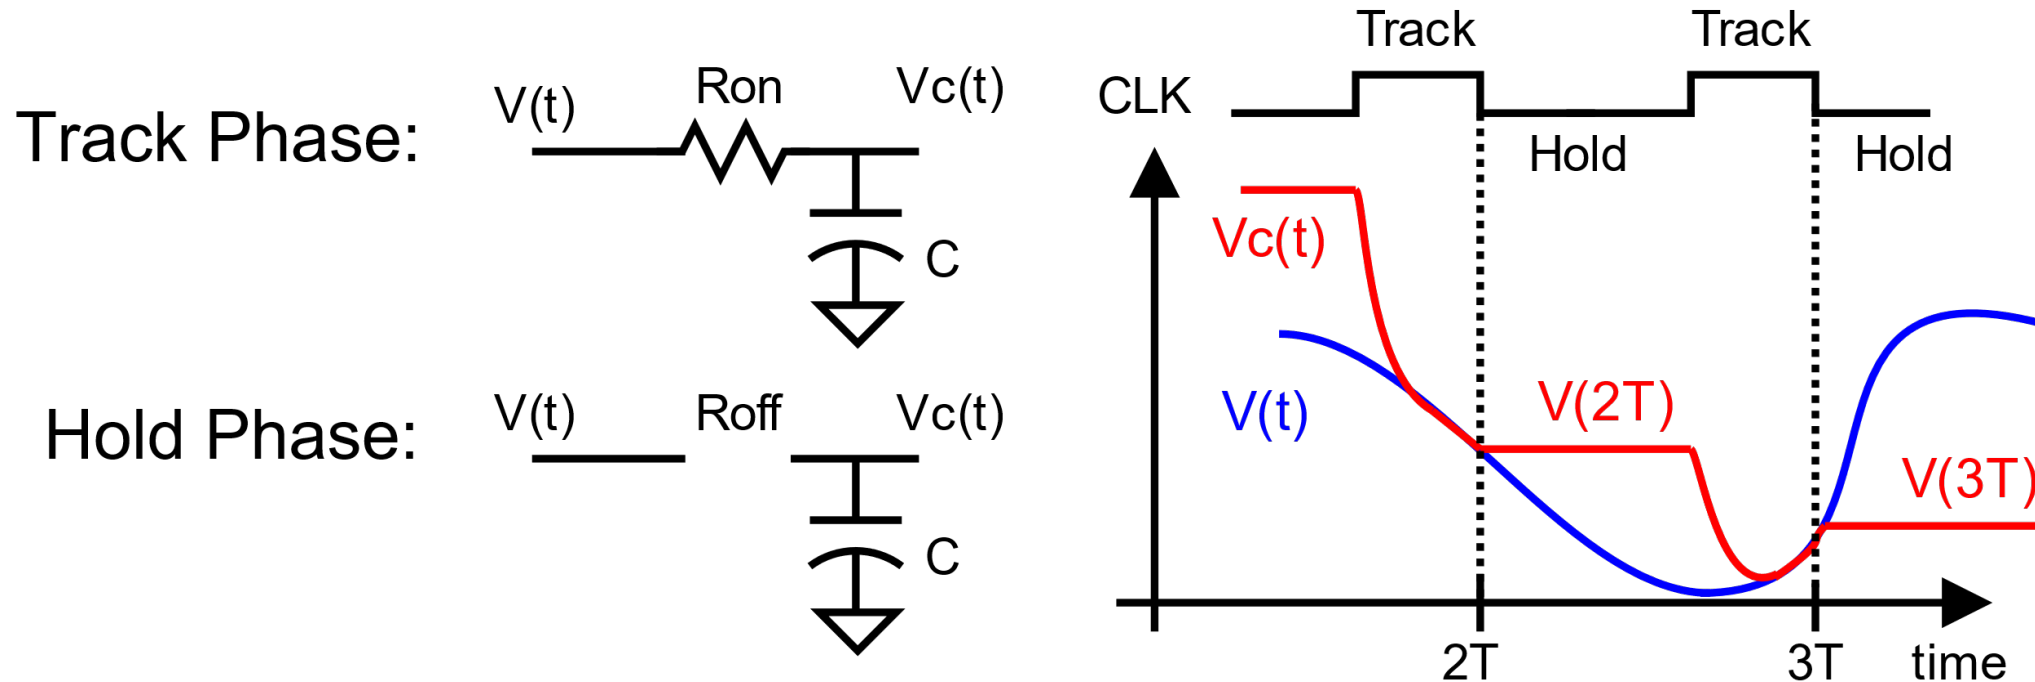 Track Phase:
V(t)
Ron
Vc(t)
C
Hold Phase:
V(t)
Roff
Vc(t)
C
Track
Track
CLK
Hold
Hold
Vc(t)
V(t)
V(2T)
V(3T)
2T
3T
time